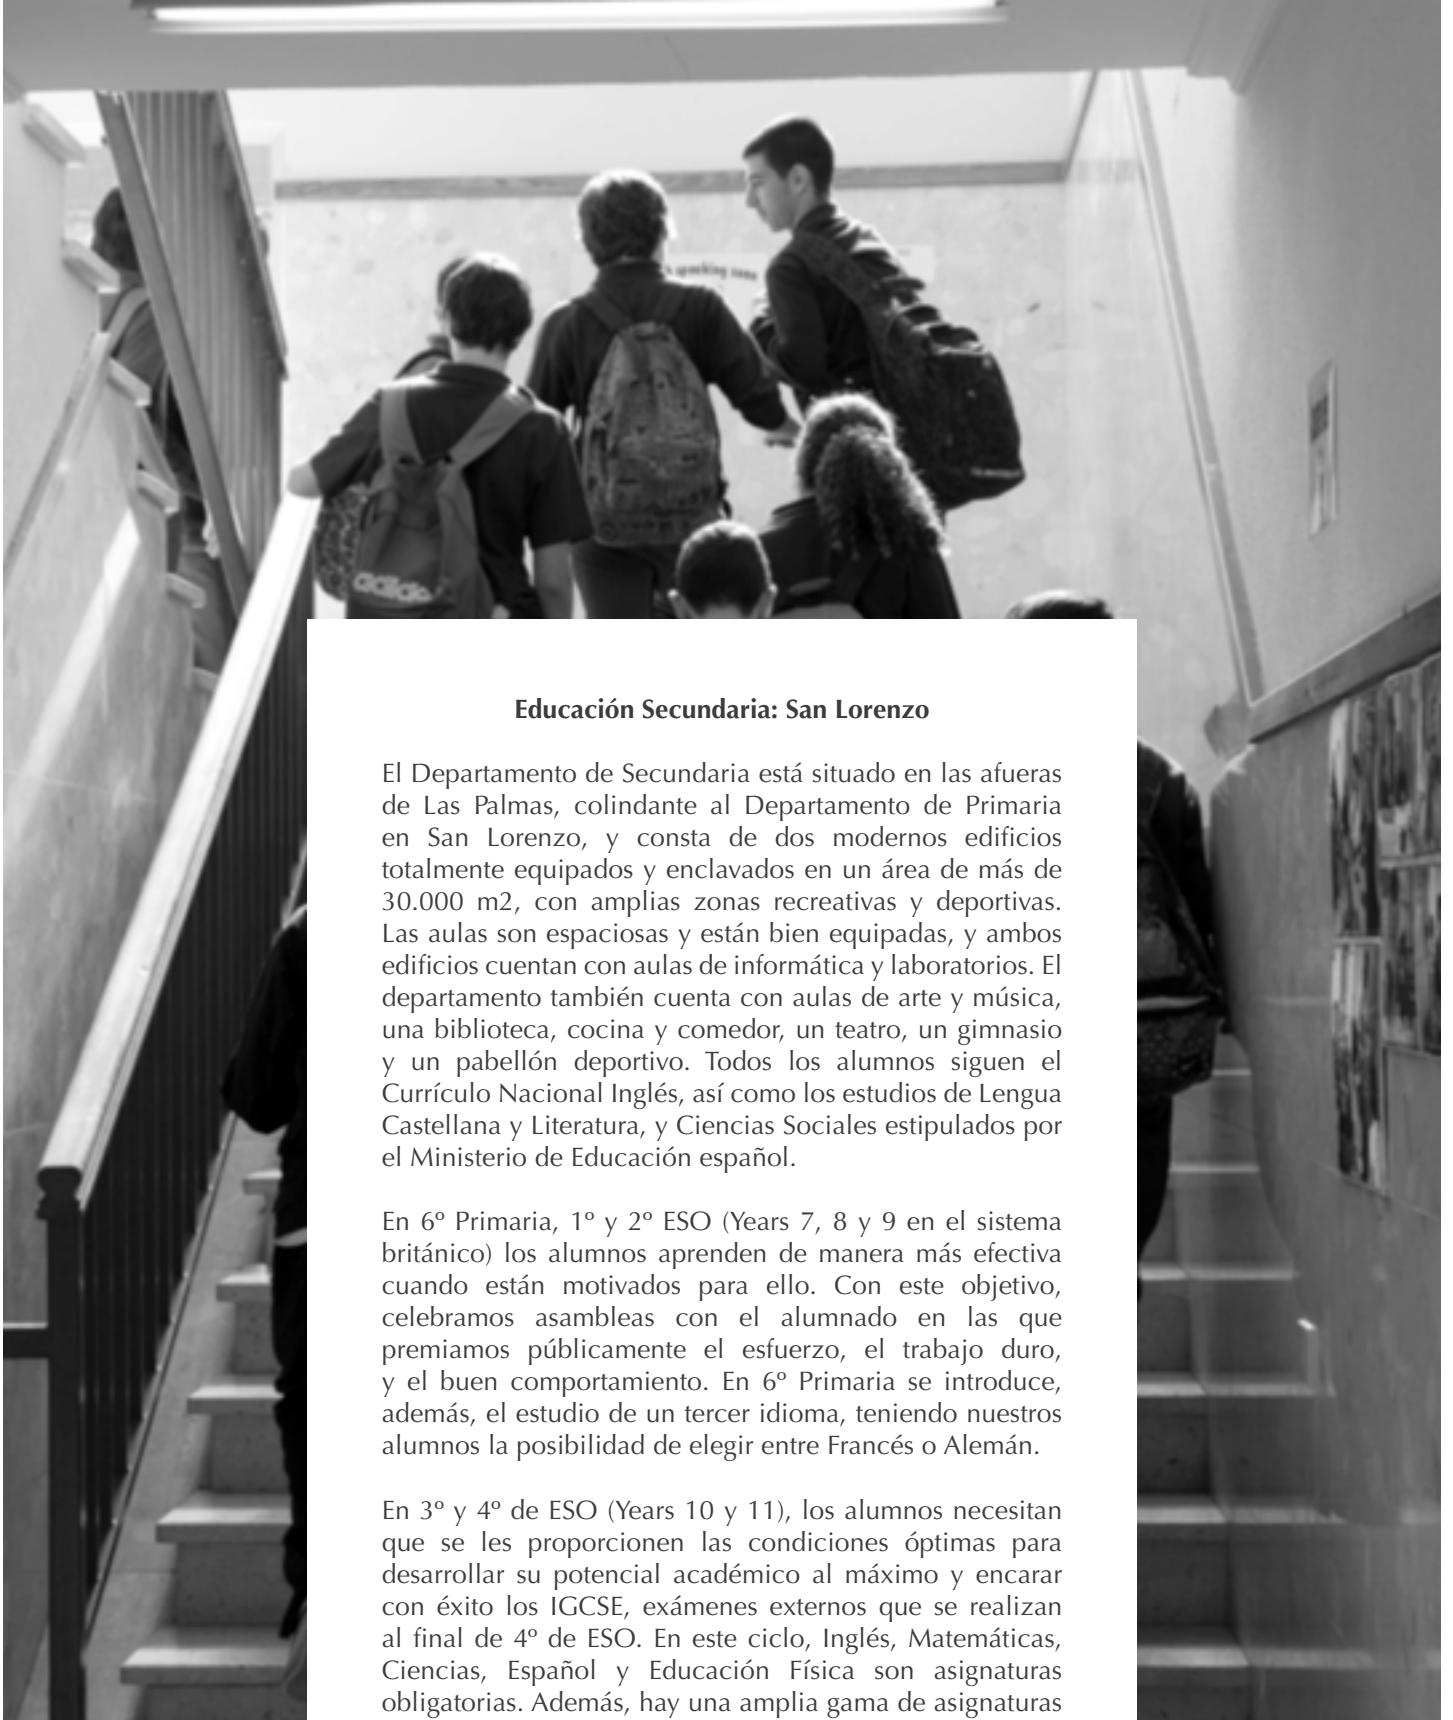 speaking zone
adidas
Educación Secundaria: San Lorenzo
El Departamento de Secundaria está situado en las afueras
de Las Palmas, colindante al Departamento de Primaria
en San Lorenzo, y consta de dos modernos edificios
totalmente equipados y enclavados en un área de más de
30.000 m2, con amplias zonas recreativas y deportivas.
Las aulas son espaciosas y están bien equipadas, y ambos
edificios cuentan con aulas de informática y laboratorios. El
departamento también cuenta con aulas de arte y música,
una biblioteca, cocina y comedor, un teatro, un gimnasio
y un pabellón deportivo. Todos los alumnos siguen el
Currículo Nacional Inglés, así como los estudios de Lengua
Castellana y Literatura, y Ciencias Sociales estipulados por
el Ministerio de Educación español.
En 6º Primaria, 1º y 2º ESO (Years 7, 8 y 9 en el sistema
británico) los alumnos aprenden de manera más efectiva
cuando están motivados para ello. Con este objetivo,
celebramos asambleas con el alumnado en las que
premiamos públicamente el esfuerzo, el trabajo duro,
y el buen comportamiento. En 6º Primaria se introduce,
además, el estudio de un tercer idioma, teniendo nuestros
alumnos la posibilidad de elegir entre Francés o Alemán.
En 3º y 4º de ESO (Years 10 y 11), los alumnos necesitan
que se les proporcionen las condiciones óptimas para
desarrollar su potencial académico al máximo y encarar
con éxito los IGCSE, exámenes externos que se realizan
al final de 4º de ESO. En este ciclo, Inglés, Matemáticas,
Ciencias, Español y Educación Física son asignaturas
obligatorias. Además, hay una amplia gama de asignaturas